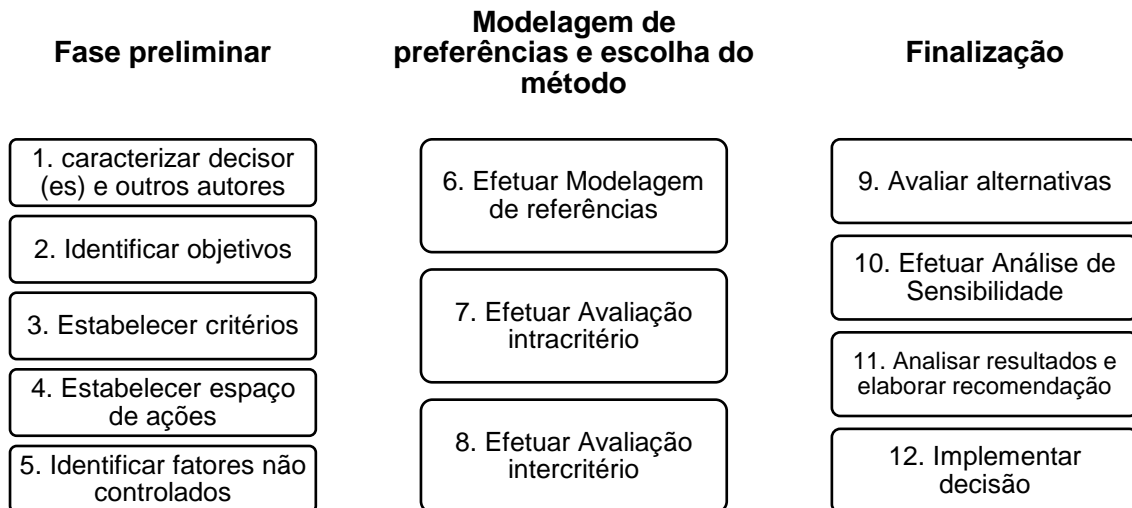 Fase preliminar
1. caracterizar decisor
(es) e outros autores
2. Identificar objetivos
3. Estabelecer critérios
4. Estabelecer espaço
de ações
5. Identificar fatores não
controlados
Modelagem de
preferências e escolha do
método
6. Efetuar Modelagem
de referências
7. Efetuar Avaliação
intracritério
8. Efetuar Avaliação
intercritério
Finalização
9. Avaliar alternativas
10. Efetuar Análise de
Sensibilidade
11. Analisar resultados e
elaborar recomendação
12. Implementar
decisão